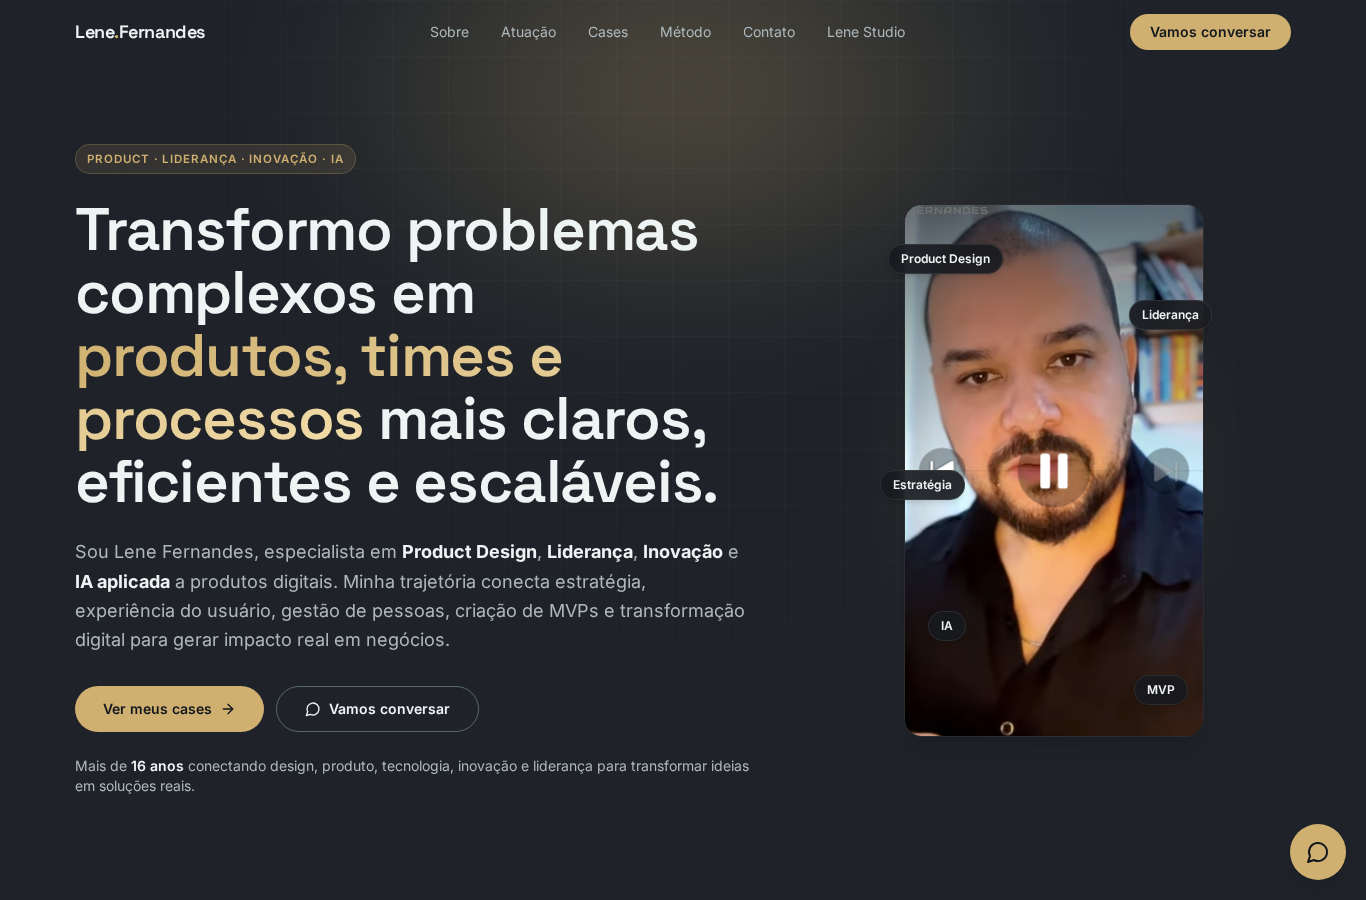 Lene.Fernandes
Sobre
Atuação
Cases
Método
Contato
Lene Studio
Vamos conversar
PRODUCT · LIDERANÇA · INOVAÇÃO · IA
Transformo problemas
complexos em
produtos, times e
processos mais claros,
eficientes e escaláveis.
Sou Lene Fernandes, especialista em Product Design, Liderança, Inovação e
IA aplicada a produtos digitais. Minha trajetória conecta estratégia,
experiência do usuário, gestão de pessoas, criação de MVPs e transformação
digital para gerar impacto real em negócios.
Ver meus cases
Vamos conversar
Mais de 16 anos conectando design, produto, tecnologia, inovação e liderança para transformar ideias
em soluções reais.
ERNANDES
Product Design
Liderança
Estratégia
IA
MVP